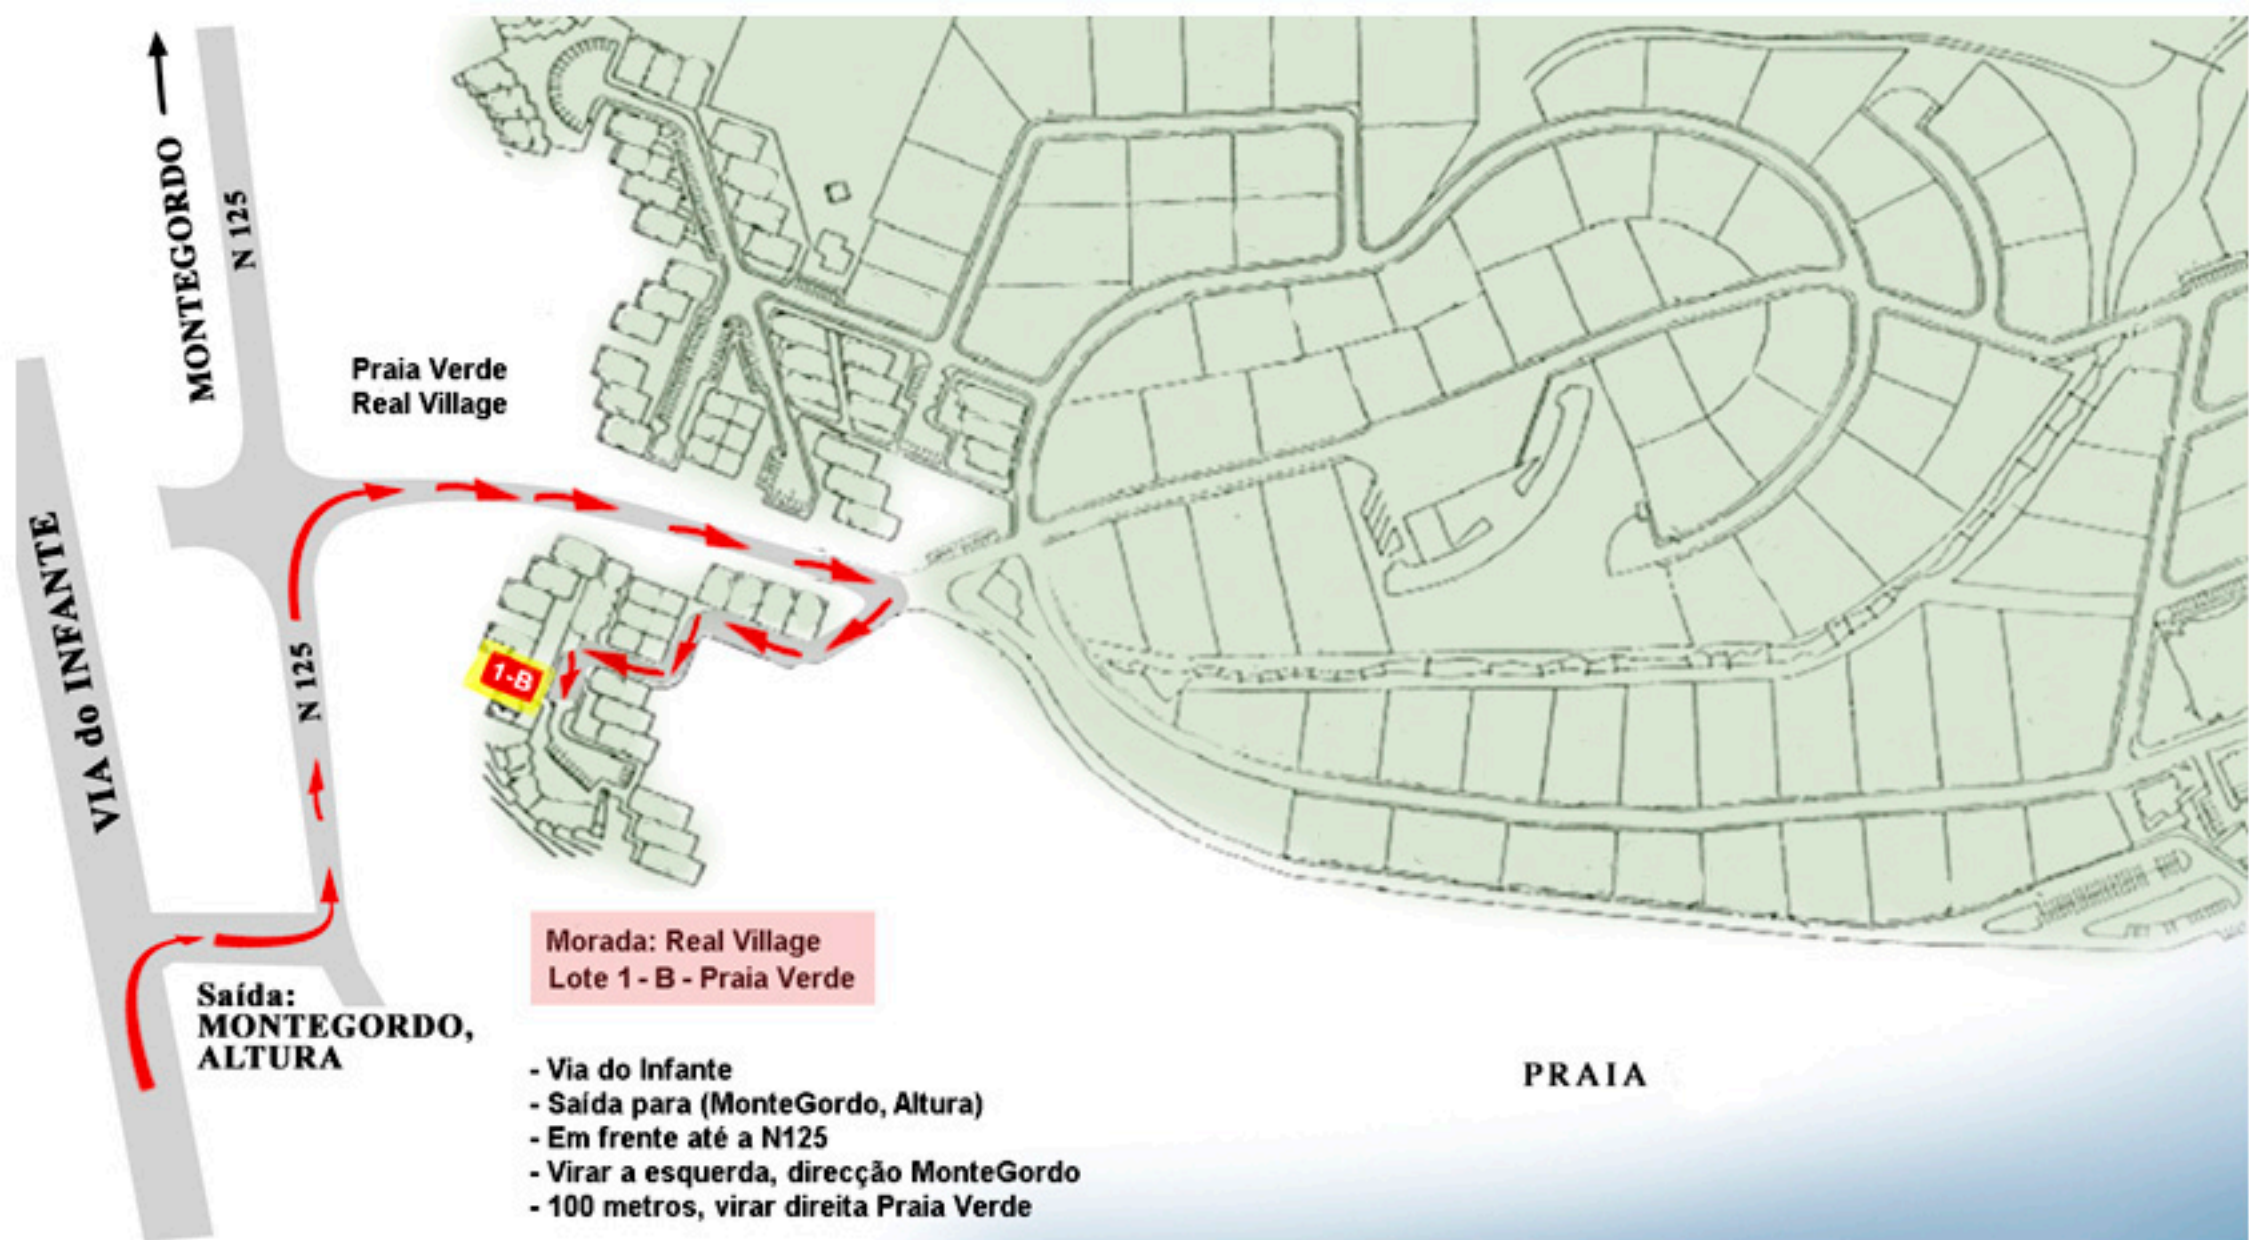 MONTEGORDO
N 125
Praia Verde
Real Village
VIA do INFANTE
N 125
1-B
Saída:
MONTEGORDO,
ALTURA
Morada: Real Village
Lote 1 - B - Praia Verde
- Via do Infante
- Saída para (MonteGordo, Altura)
- Em frente até a N125
- Virar a esquerda, direcção MonteGordo
- 100 metros, virar direita Praia Verde
PRAIA